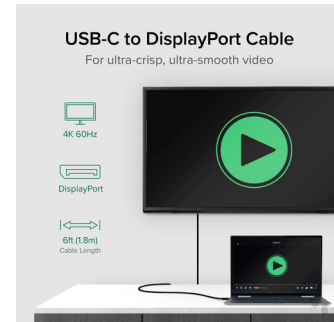 USB-C to DisplayPort Cable
For ultra-crisp, ultra-smooth video
4K 60Hz
DisplayPort
6ft (1.8m)
Cable Length